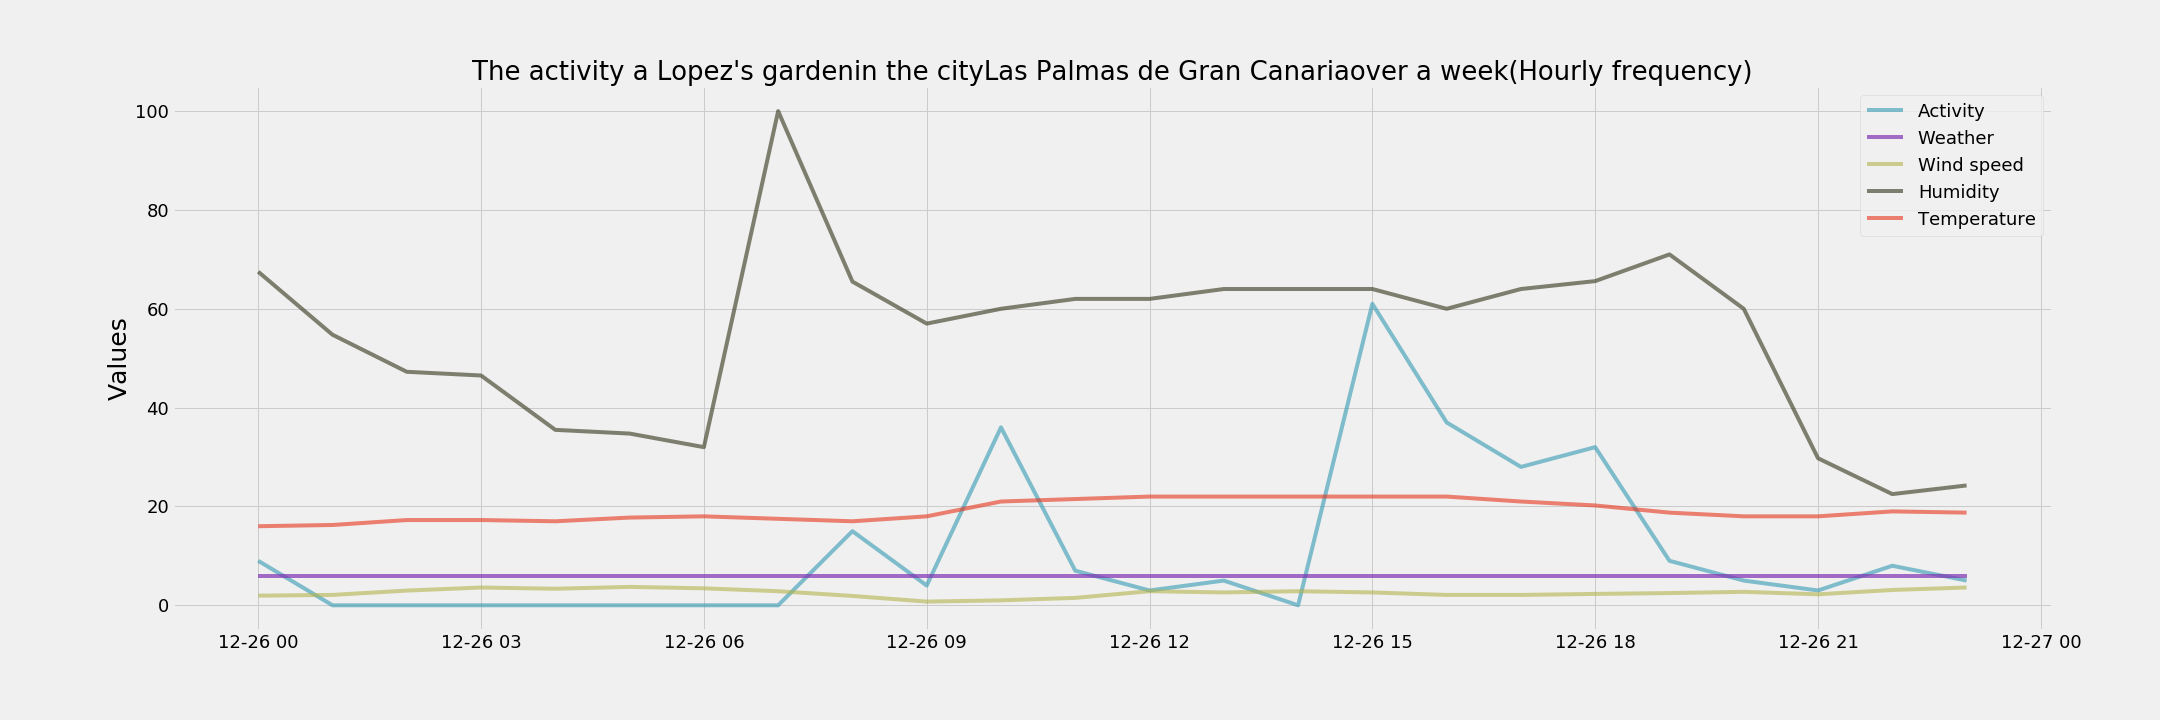 The activity a Lopez's gardenin the cityLas Palmas de Gran Canariaover a week(Hourly frequency)
Values
100
80
60
40
20
0
Activity
Weather
Wind speed
Humidity
Temperature
12-26 00 12-26 03 12-26 06 12-26 09 12-26 12 12-26 15 12-26 18 12-26 21 12-27 00